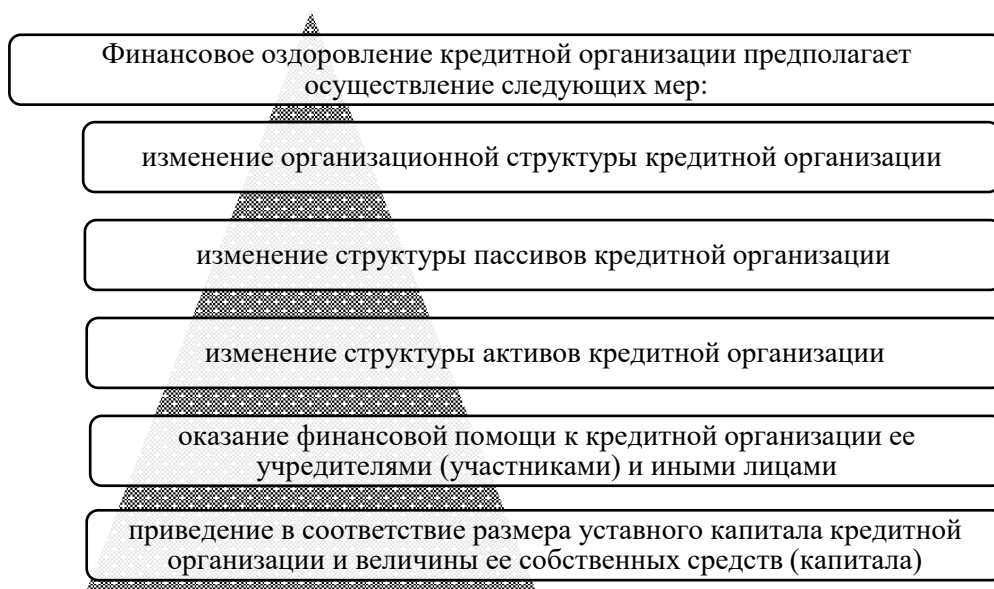 Финансовое оздоровление кредитной организации предполагает
осуществление следующих мер:
изменение организационной структуры кредитной организации
изменение структуры пассивов кредитной организации
изменение структуры активов кредитной организации
оказание финансовой помощи к кредитной организации ее
учредителями (участниками) и иными лицами
приведение в соответствие размера уставного капитала кредитной
организации и величины ее собственных средств (капитала)